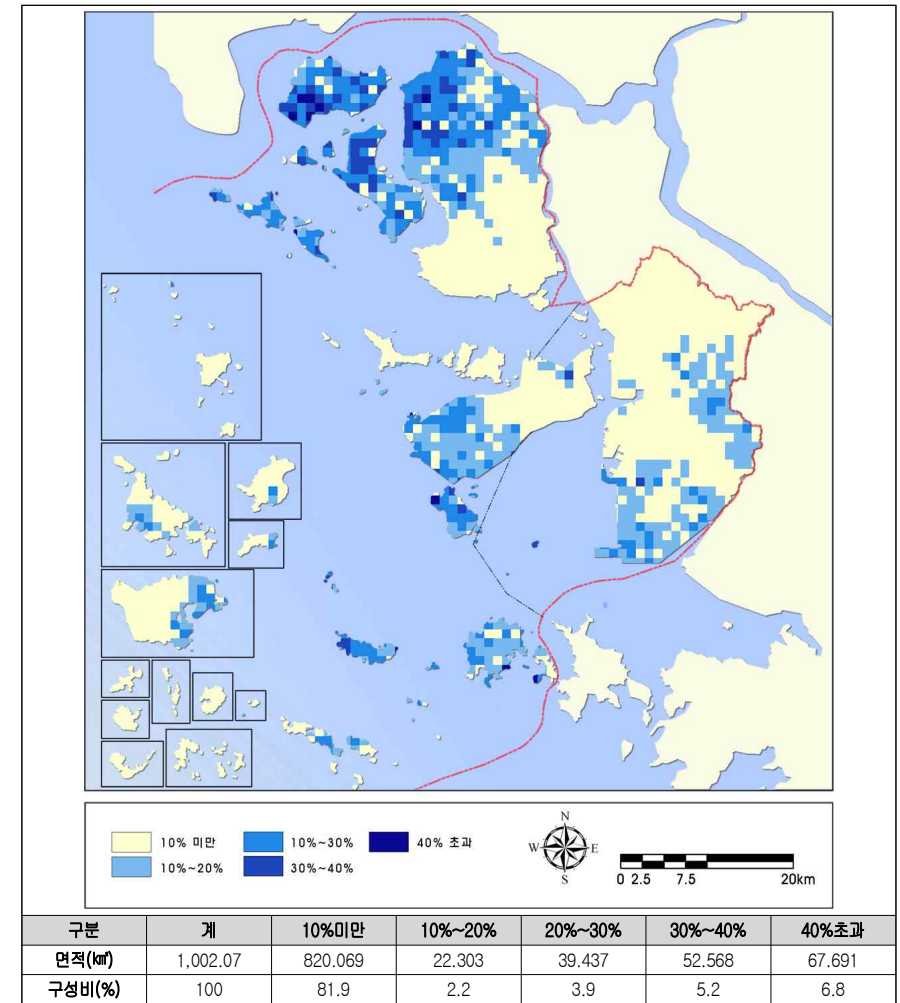 10% 미만
10%~30%
40% 초과
10%~20%
30%~40%
N
W
E
S
0 2.5 7.5 20km
구분 계 10%미만 10%~20% 20%~30% 30%~40% 40%초과
면적(㎢) 1,002.07 820.069 22.303 39.437 52.568 67.691
구성비(%) 100 81.9 2.2 3.9 5.2 6.8